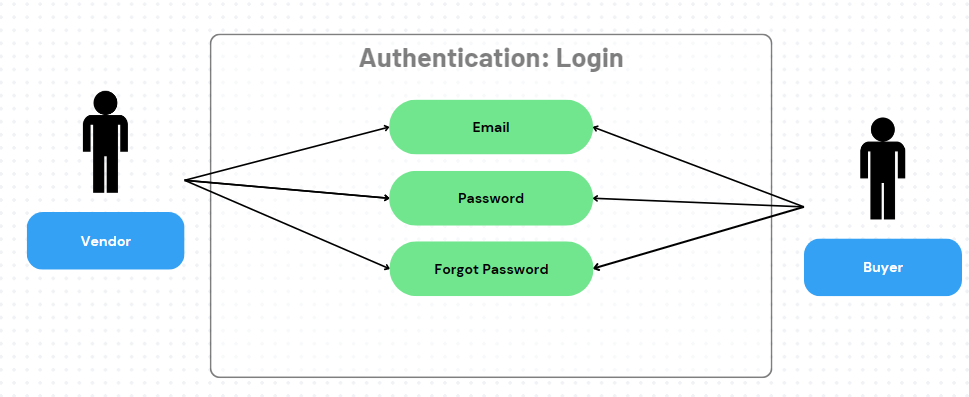 Authentication: Login
Email
Password
Forgot Password
Vendor
Buyer